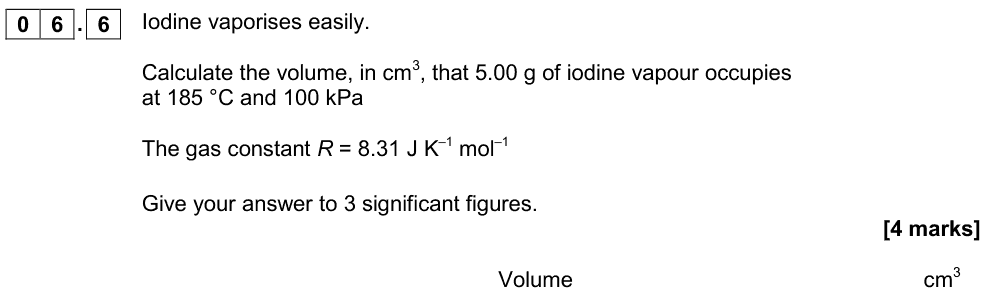 0 6 . 6 Iodine vaporises easily.
Calculate the volume, in cm³, that 5.00 g of iodine vapour occupies
at 185 °C and 100 kPa
The gas constant R = 8.31 J K⁻¹ mol⁻¹
Give your answer to 3 significant figures.
[4 marks]
Volume cm³